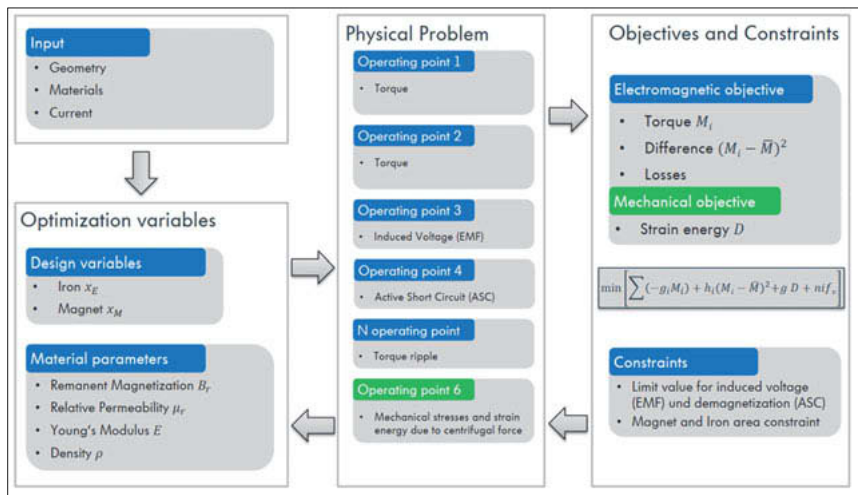 Input
• Geometry
• Materials
• Current
Optimization variables
Design variables
• Iron x_E
• Magnet x_M
Material parameters
• Remanent Magnetization B_r
• Relative Permeability μ_r
• Young's Modulus E
• Density ρ
Physical Problem
Operating point 1
• Torque
Operating point 2
• Torque
Operating point 3
• Induced Voltage (EMF)
Operating point 4
• Active Short Circuit (ASC)
N operating point
• Torque ripple
Operating point 6
• Mechanical stresses and strain
energy due to centrifugal force
Objectives and Constraints
Electromagnetic objective
• Torque M_i
• Difference (M_i − M̄)²
• Losses
Mechanical objective
• Strain energy D
min[∑(−g_i M_i) + h_i(M_i − M̄)² + g D + nif_v]
Constraints
• Limit value for induced voltage
(EMF) und demagnetization (ASC)
• Magnet and Iron area constraint